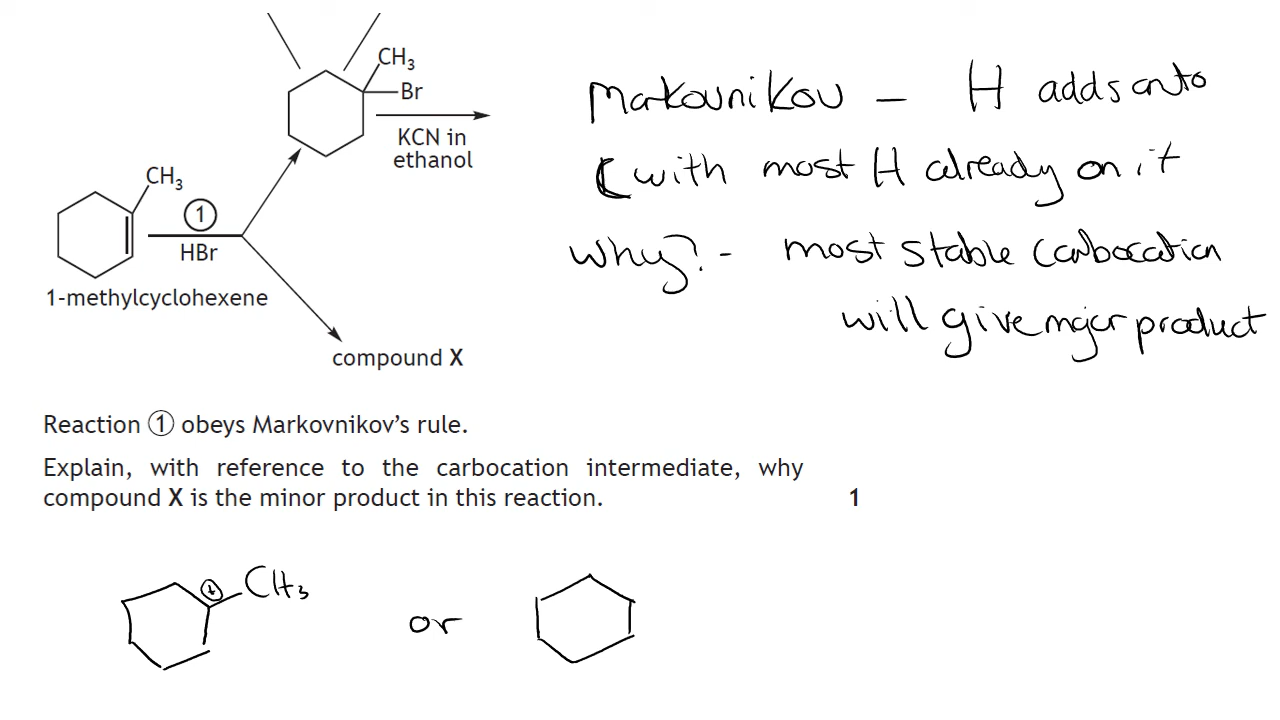 CH₃
Br
KCN in
ethanol
CH₃
1
HBr
1-methylcyclohexene
compound X
Markovnikov - H adds onto
C with most H already on it
Why? - most stable carbocation
will give major product
Reaction ① obeys Markovnikov's rule.
Explain, with reference to the carbocation intermediate, why
compound X is the minor product in this reaction.
1
+
CH₃
or